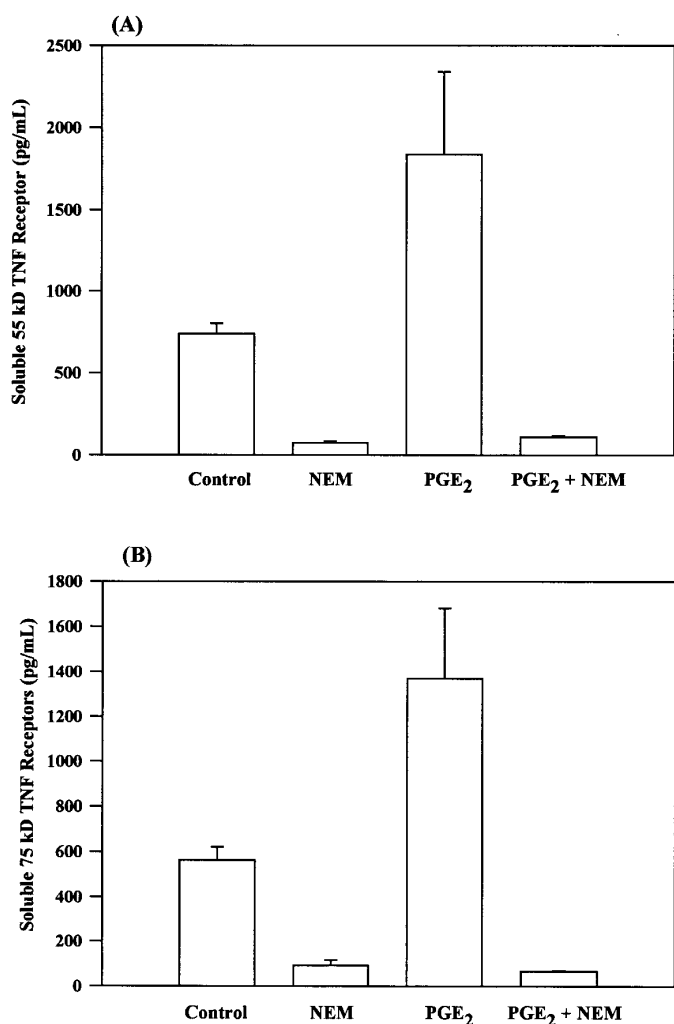 (A)
Soluble 55 kD TNF Receptor (pg/mL)
2500
2000
1500
1000
500
0
Control NEM PGE2 PGE2 + NEM
(B)
Soluble 75 kD TNF Receptors (pg/mL)
1800
1600
1400
1200
1000
800
600
400
200
0
Control NEM PGE2 PGE2 + NEM